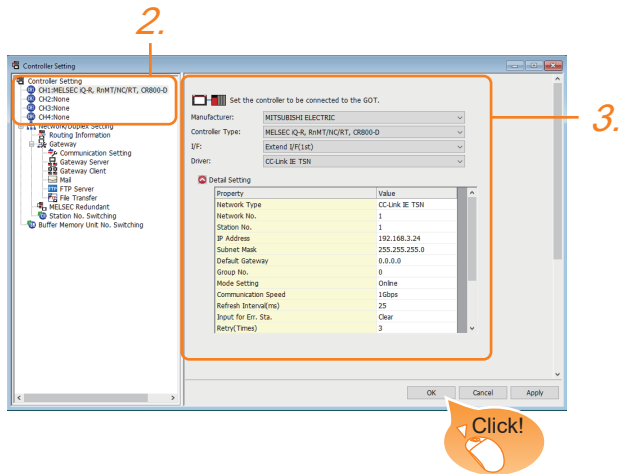 2.
Controller Setting
Controller Setting
CH1:MELSEC iQ-R, RnMT/NC/RT, CR800-D
CH2:None
CH3:None
CH4:None
Network/Duplex Setting
Routing Information
Gateway
Communication Setting
Gateway Server
Gateway Client
Mail
FTP Server
File Transfer
MELSEC Redundant
Station No. Switching
Buffer Memory Unit No. Switching
Set the controller to be connected to the GOT.
Manufacturer: MITSUBISHI ELECTRIC
Controller Type: MELSEC iQ-R, RnMT/NC/RT, CR800-D
I/F: Extend I/F(1st)
Driver: CC-Link IE TSN
Detail Setting
Property Value
Network Type CC-Link IE TSN
Network No. 1
Station No. 1
IP Address 192.168.3.24
Subnet Mask 255.255.255.0
Default Gateway 0.0.0.0
Group No. 0
Mode Setting Online
Communication Speed 1Gbps
Refresh Interval(ms) 25
Input for Err. Sta. Clear
Retry(Times) 3
3.
OK Cancel Apply
Click!